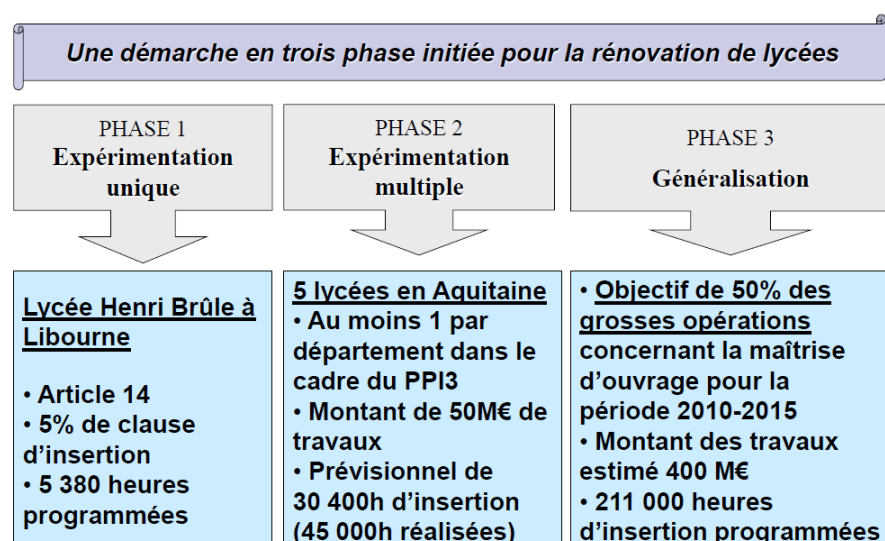 Une démarche en trois phase initiée pour la rénovation de lycées
PHASE 1
Expérimentation
unique
PHASE 2
Expérimentation
multiple
PHASE 3
Généralisation
Lycée Henri Brûle à
Libourne
• Article 14
• 5% de clause
d’insertion
• 5 380 heures
programmées
5 lycées en Aquitaine
• Au moins 1 par
département dans le
cadre du PPI3
• Montant de 50M€ de
travaux
• Prévisionnel de
30 400h d’insertion
(45 000h réalisées)
• Objectif de 50% des
grosses opérations
concernant la maîtrise
d’ouvrage pour la
période 2010-2015
• Montant des travaux
estimé 400 M€
• 211 000 heures
d’insertion programmées